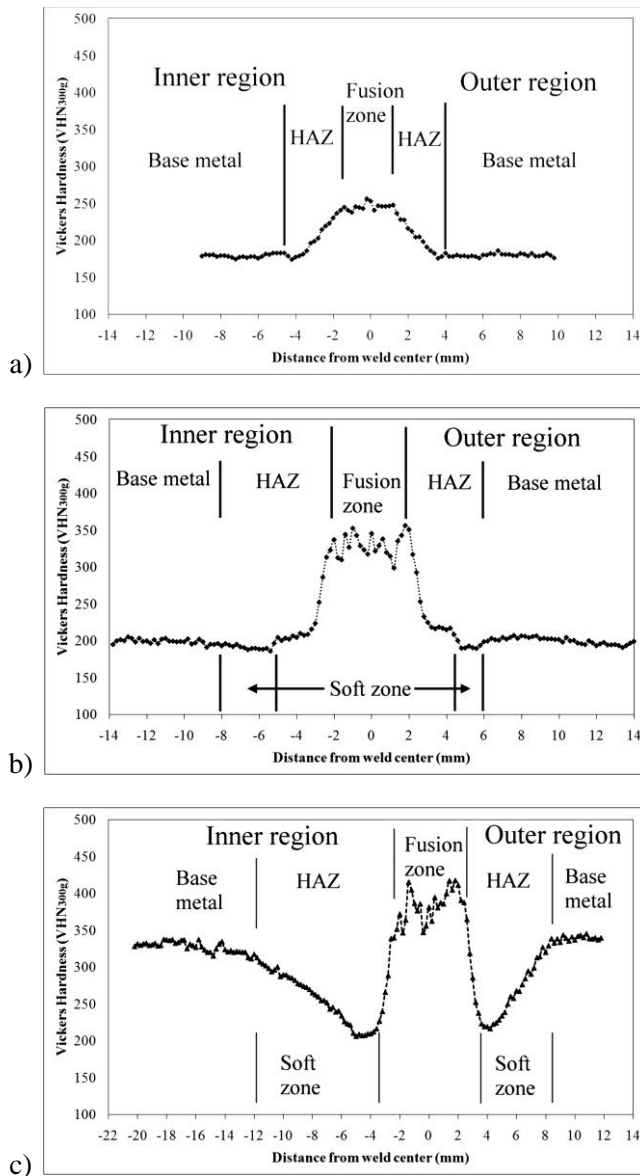 500
450
400
350
300
250
200
150
100
Vickers Hardness (VHN300g)
Inner region
Outer region
Fusion
zone
HAZ
HAZ
Base metal
Base metal
-14 -12 -10 -8 -6 -4 -2 0 2 4 6 8 10 12 14
Distance from weld center (mm)
a)
500
450
400
350
300
250
200
150
100
Vickers Hardness (VHN300g)
Inner region
Outer region
Base metal
HAZ
Fusion
zone
HAZ
Base metal
Soft zone
-14 -12 -10 -8 -6 -4 -2 0 2 4 6 8 10 12 14
Distance from weld center (mm)
b)
500
450
400
350
300
250
200
150
100
Vickers Hardness (VHN300g)
Inner region
Outer region
Fusion
zone
Base
metal
HAZ
HAZ
Base
metal
Soft
zone
Soft
zone
-22 -20 -18 -16 -14 -12 -10 -8 -6 -4 -2 0 2 4 6 8 10 12 14
Distance from weld center (mm)
c)